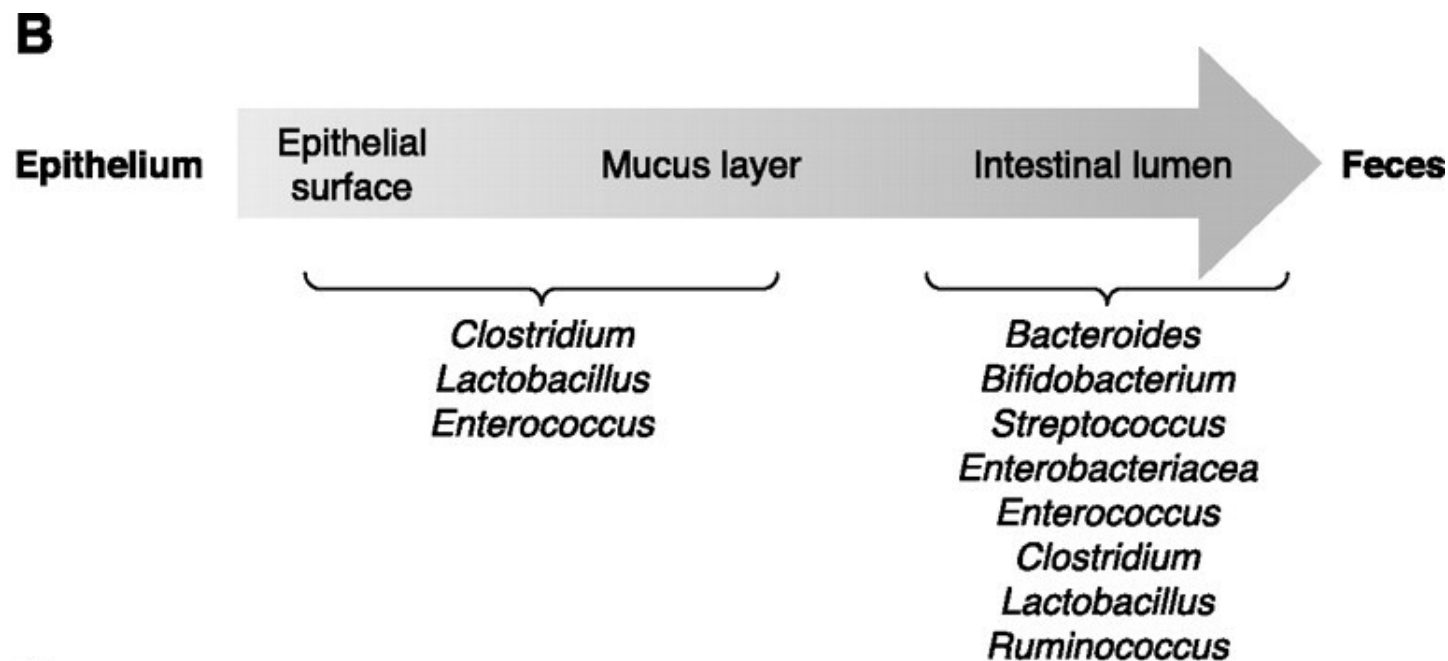 B
Epithelium
Epithelial
surface
Mucus layer
Intestinal lumen
Feces
Clostridium
Lactobacillus
Enterococcus
Bacteroides
Bifidobacterium
Streptococcus
Enterobacteriacea
Enterococcus
Clostridium
Lactobacillus
Ruminococcus